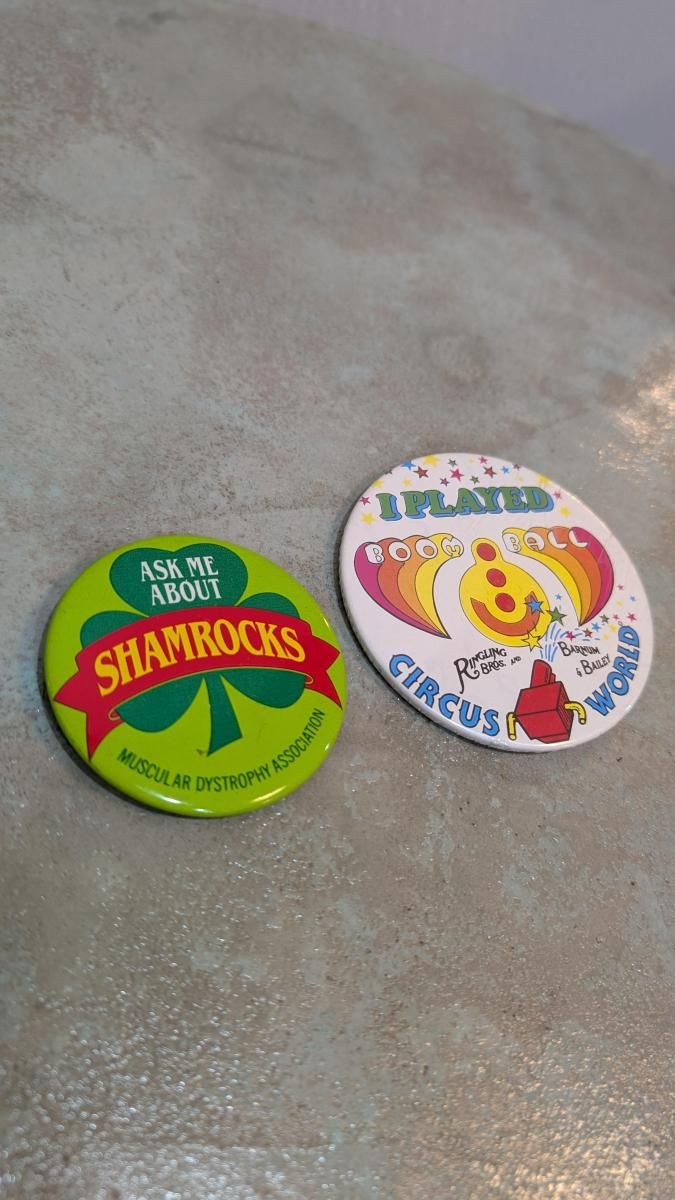 ASK ME
ABOUT
SHAMROCKS
MUSCULAR DYSTROPHY ASSOCIATION
I PLAYED
BOOM BALL
RINGLING
BROS. AND
BARNUM
& BAILEY
CIRCUS WORLD